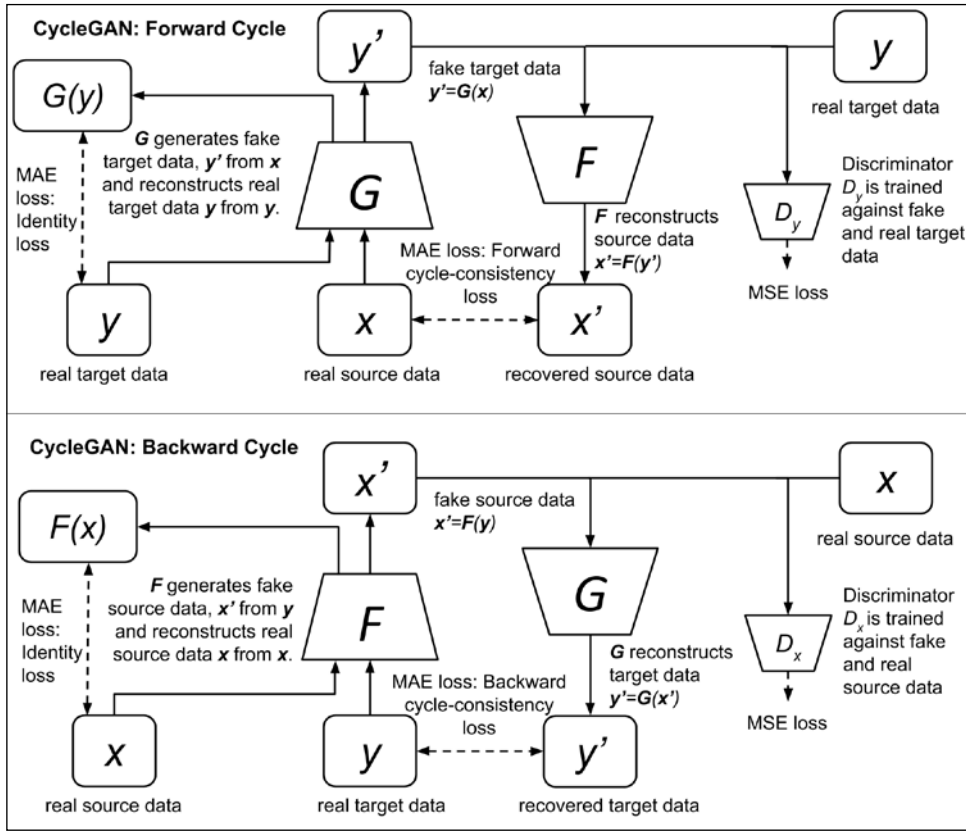 CycleGAN: Forward Cycle
y’
y
G(y)
fake target data
y’=G(x)
real target data
G generates fake
target data, y’ from x
and reconstructs real
target data y from y.
MAE
loss:
Identity
loss
G
F
D_y
Discriminator
D_y is trained
against fake
and real target
data
F reconstructs
source data
x’=F(y’)
MAE loss: Forward
cycle-consistency
loss
MSE loss
y
x
x’
real target data
real source data
recovered source data
CycleGAN: Backward Cycle
x’
x
F(x)
fake source data
x’=F(y)
real source data
F generates fake
source data, x’ from y
and reconstructs real
source data x from x.
MAE
loss:
Identity
loss
F
G
D_x
Discriminator
D_x is trained
against fake
and real
source data
G reconstructs
target data
y’=G(x’)
MAE loss: Backward
cycle-consistency
loss
MSE loss
x
y
y’
real source data
real target data
recovered target data